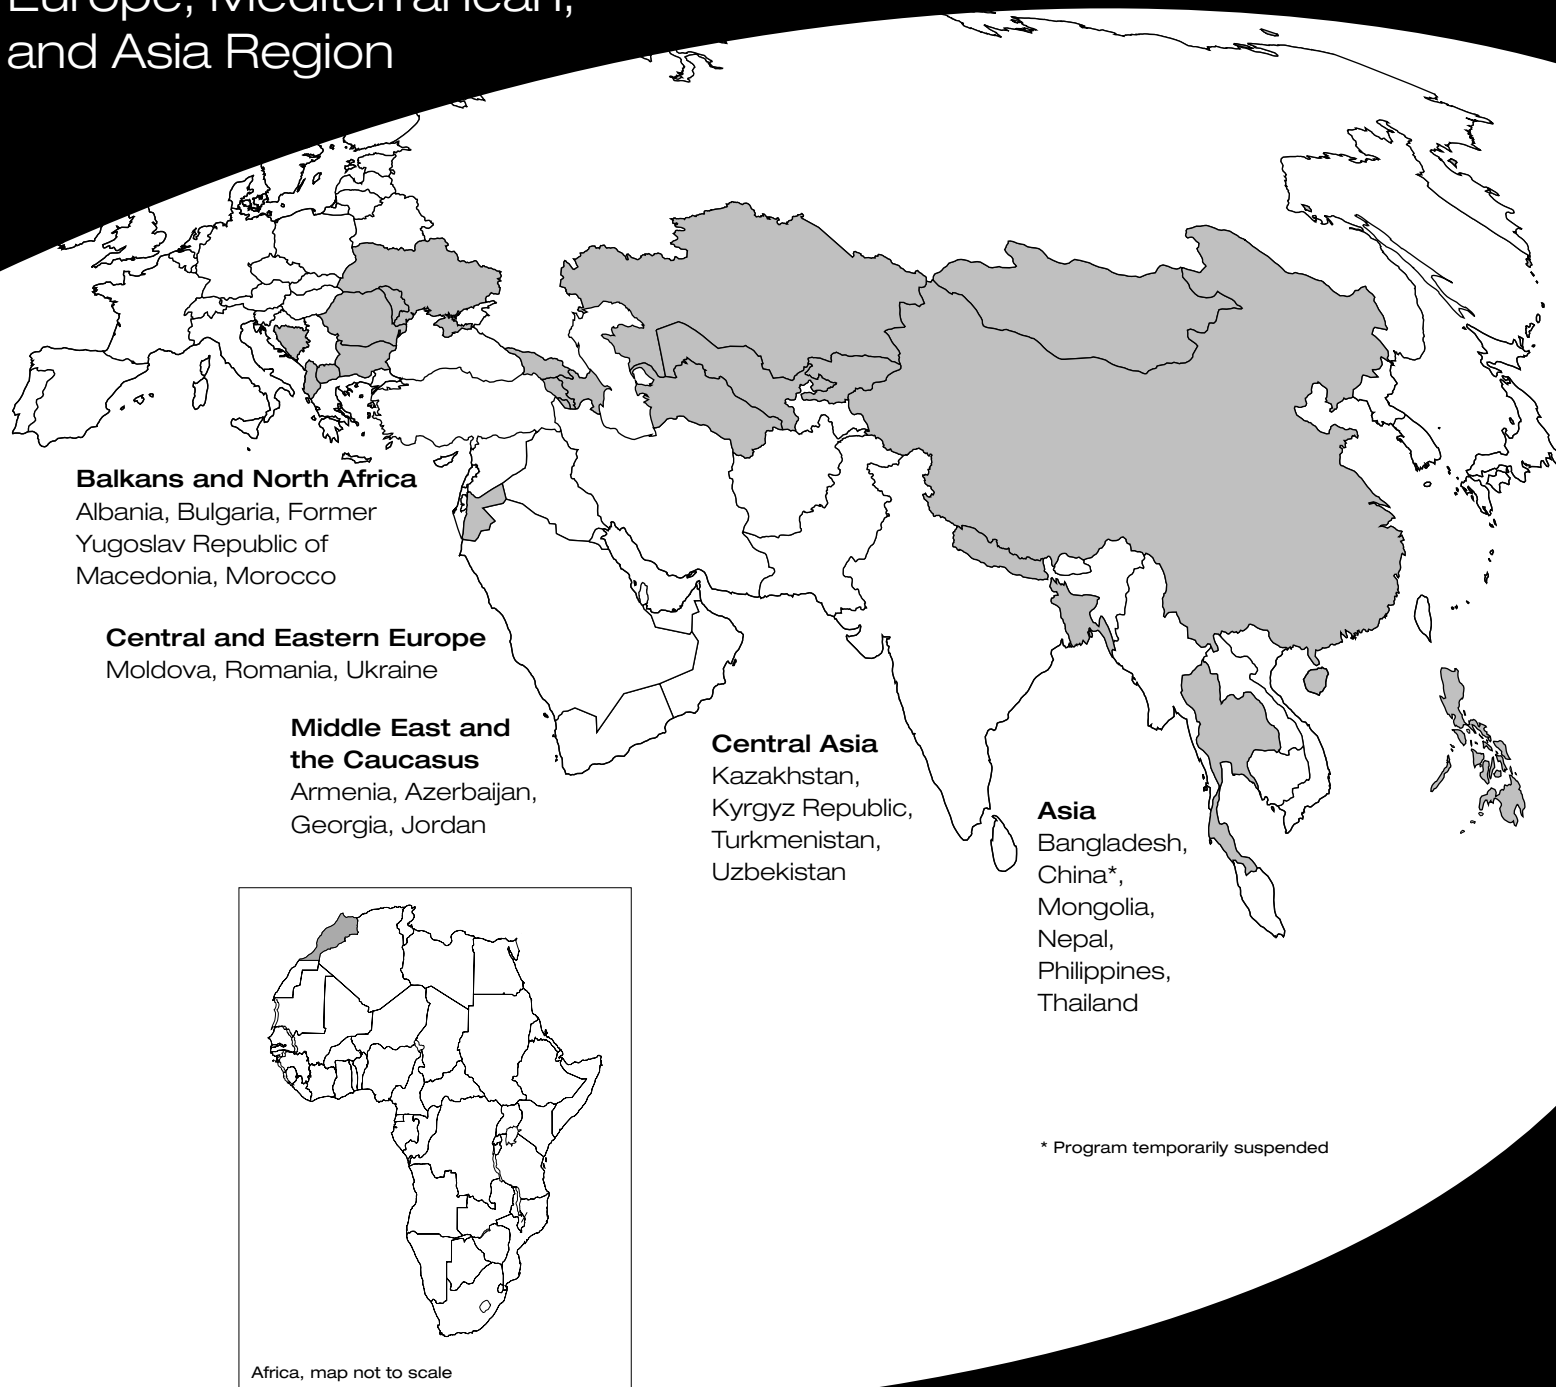 Europe, Mediterranean,
and Asia Region
Balkans and North Africa
Albania, Bulgaria, Former
Yugoslav Republic of
Macedonia, Morocco
Central and Eastern Europe
Moldova, Romania, Ukraine
Middle East and
the Caucasus
Armenia, Azerbaijan,
Georgia, Jordan
Central Asia
Kazakhstan,
Kyrgyz Republic,
Turkmenistan,
Uzbekistan
Asia
Bangladesh,
China*,
Mongolia,
Nepal,
Philippines,
Thailand
* Program temporarily suspended
Africa, map not to scale